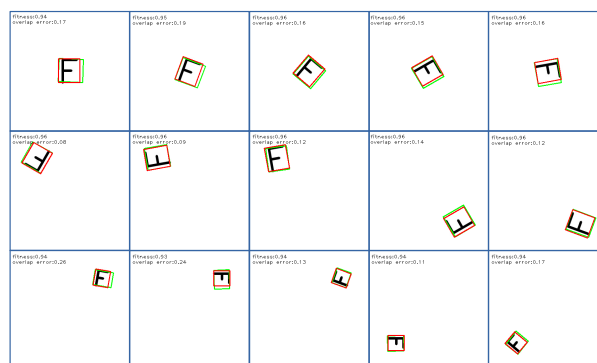 fitness:0.94
overlap error:0.17
F
fitness:0.95
overlap error:0.19
F
fitness:0.96
overlap error:0.16
F
fitness:0.96
overlap error:0.15
F
fitness:0.96
overlap error:0.16
F
fitness:0.96
overlap error:0.08
F
fitness:0.96
overlap error:0.09
F
fitness:0.96
overlap error:0.12
F
fitness:0.96
overlap error:0.14
F
fitness:0.96
overlap error:0.12
F
fitness:0.94
overlap error:0.26
F
fitness:0.93
overlap error:0.24
F
fitness:0.94
overlap error:0.13
F
fitness:0.94
overlap error:0.11
F
fitness:0.94
overlap error:0.17
F